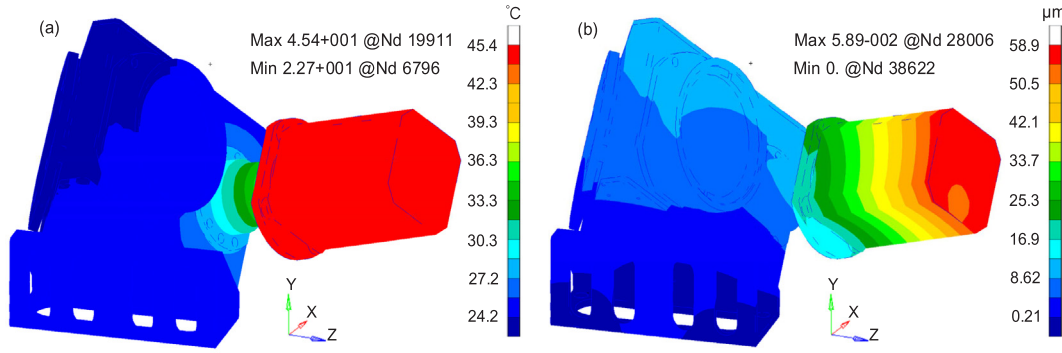 (a)
Max 4.54+001 @Nd 19911
Min 2.27+001 @Nd 6796
°C
45.4
42.3
39.3
36.3
33.3
30.3
27.2
24.2
Y
X
Z
(b)
Max 5.89-002 @Nd 28006
Min 0. @Nd 38622
μm
58.9
50.5
42.1
33.7
25.3
16.9
8.62
0.21
Y
X
Z